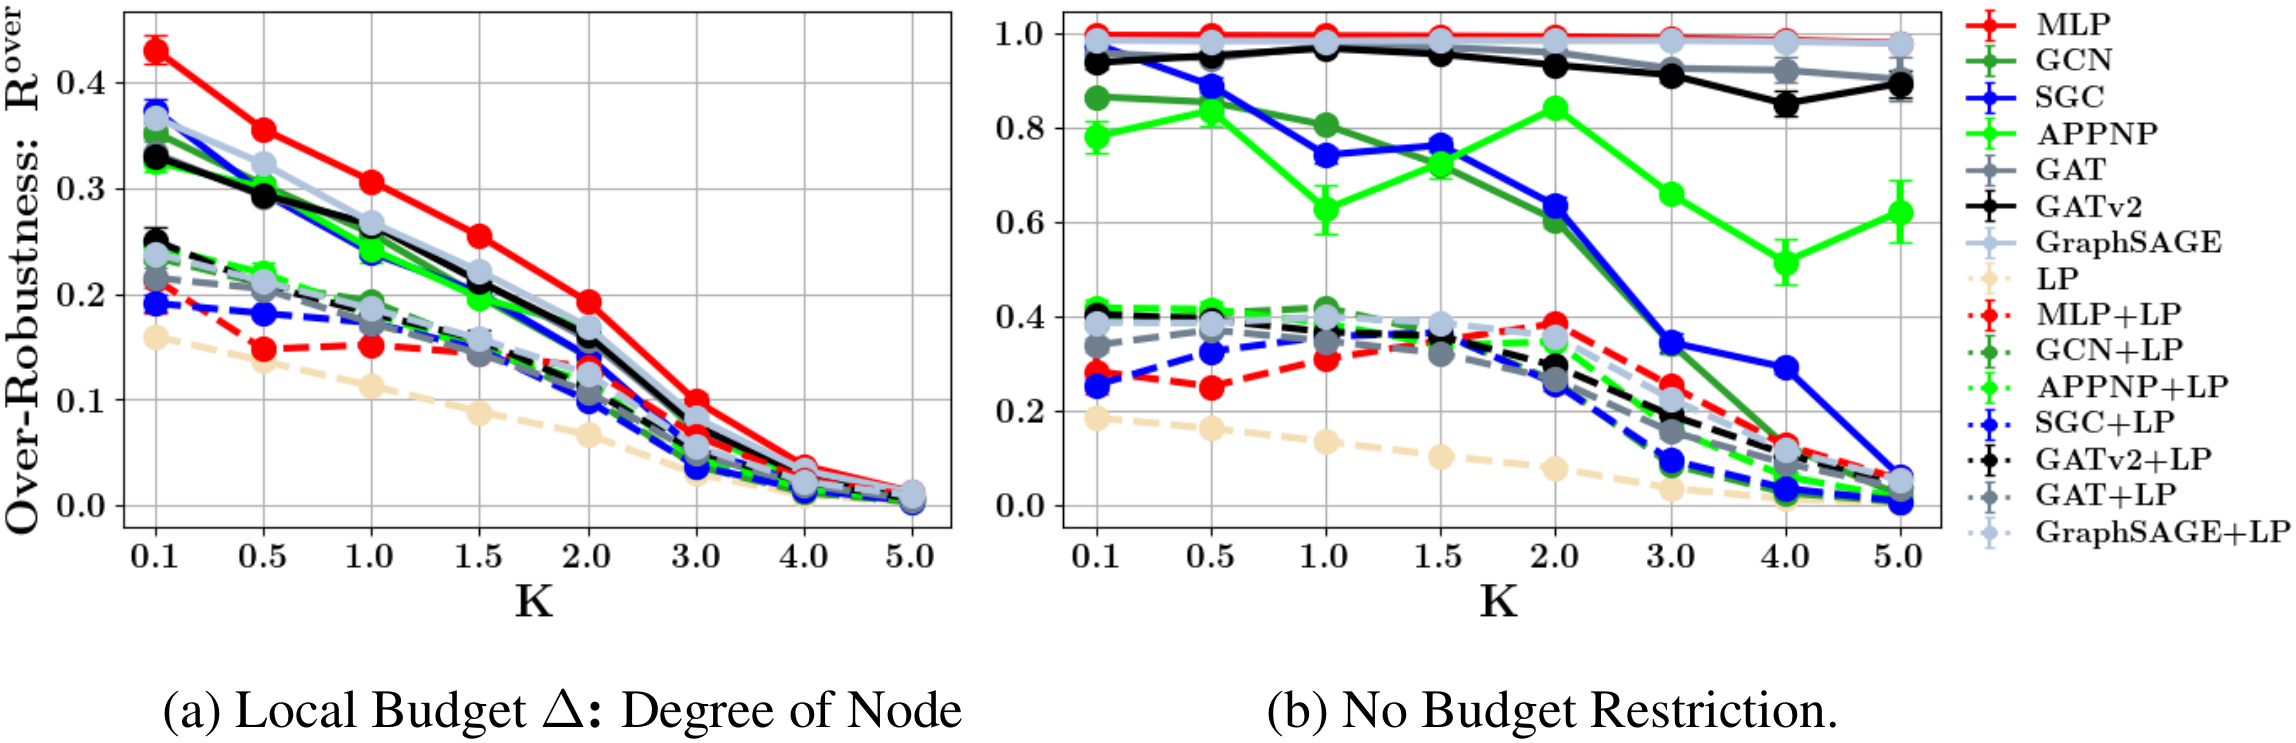 Over-Robustness: R^over
0.4
0.3
0.2
0.1
0.0
0.1 0.5 1.0 1.5 2.0 3.0 4.0 5.0
K
(a) Local Budget Δ: Degree of Node
1.0
0.8
0.6
0.4
0.2
0.0
0.1 0.5 1.0 1.5 2.0 3.0 4.0 5.0
K
(b) No Budget Restriction.
MLP
GCN
SGC
APPNP
GAT
GATv2
GraphSAGE
LP
MLP+LP
GCN+LP
APPNP+LP
SGC+LP
GATv2+LP
GAT+LP
GraphSAGE+LP